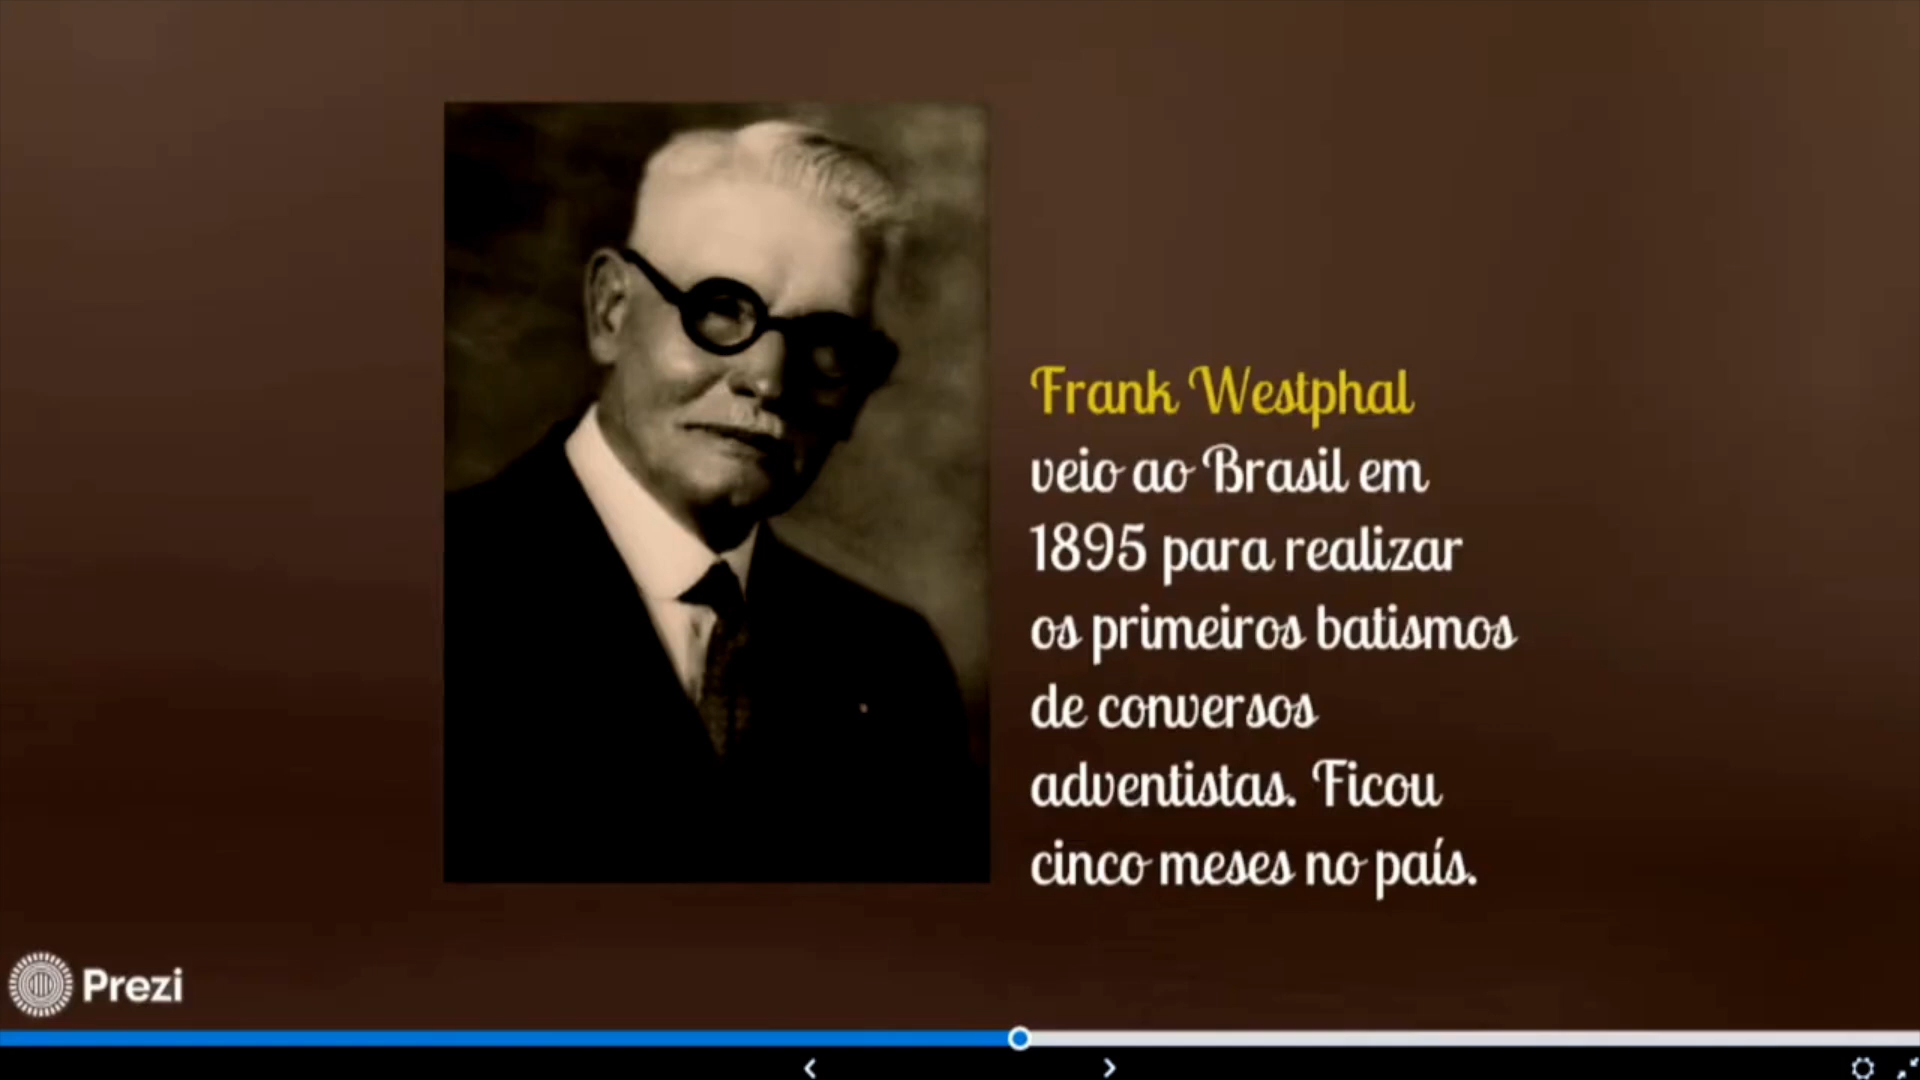 Frank Westphal
veio ao Brasil em
1895 para realizar
os primeiros batismos
de conversos
adventistas. Ficou
cinco meses no país.
Prezi